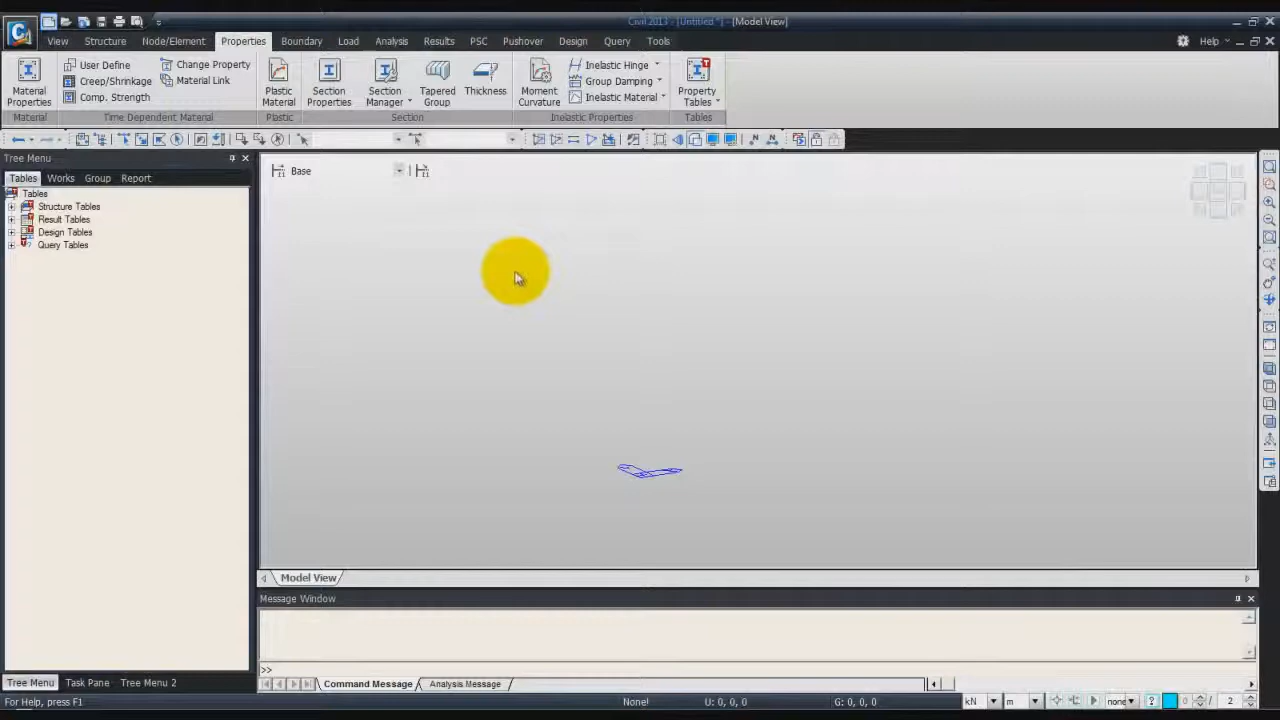 Civil 2013 - [Untitled *] - [Model View]
View Structure Node/Element Properties Boundary Load Analysis Results PSC Pushover Design Query Tools Help
Material Properties
User Define
Creep/Shrinkage
Comp. Strength
Change Property
Material Link
Plastic Material
Section Properties
Section Manager
Tapered Group
Thickness
Moment Curvature
Inelastic Hinge
Group Damping
Inelastic Material
Property Tables
Material Time Dependent Material Plastic Section Inelastic Properties Tables
Tree Menu
Base
Tables Works Group Report
Tables
Structure Tables
Result Tables
Design Tables
Query Tables
Model View
Message Window
>>
Tree Menu Task Pane Tree Menu 2
Command Message Analysis Message
For Help, press F1 None! U: 0, 0, 0 G: 0, 0, 0 kN m none 0 / 2